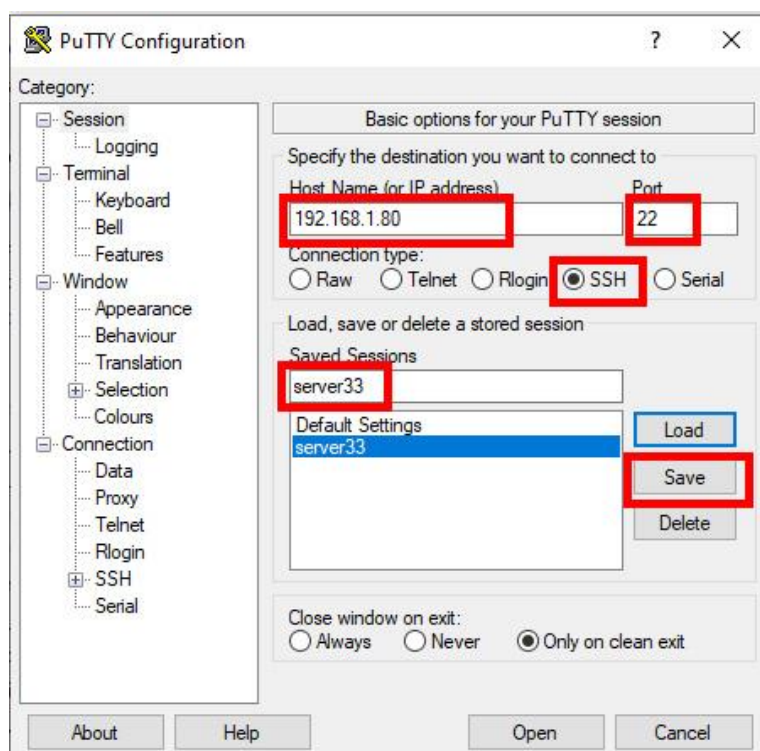 PuTTY Configuration ? X
Category:
Session
Logging
Terminal
Keyboard
Bell
Features
Window
Appearance
Behaviour
Translation
Selection
Colours
Connection
Data
Proxy
Telnet
Rlogin
SSH
Serial
Basic options for your PuTTY session
Specify the destination you want to connect to
Host Name (or IP address) Port
192.168.1.80 22
Connection type:
Raw Telnet Rlogin SSH Serial
Load, save or delete a stored session
Saved Sessions
server33
Default Settings
server33
Load
Save
Delete
Close window on exit:
Always Never Only on clean exit
About Help Open Cancel